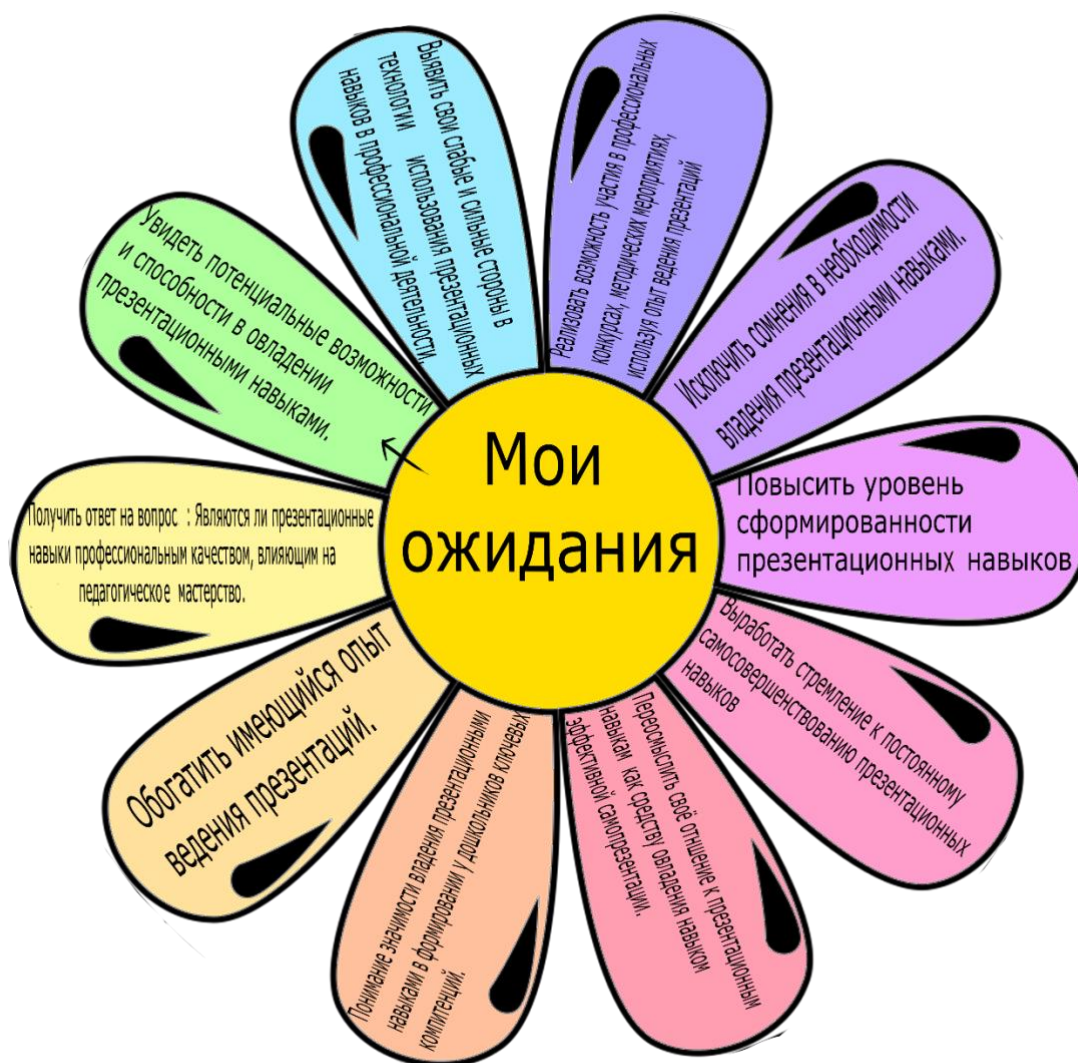 Мои
ожидания
Реализовать возможность участия в профессиональных
конкурсах, методических мероприятиях,
используя опыт ведения презентаций
Исключить сомнения в необходимости
владения презентационными навыками.
Повысить уровень
сформированности
презентационных навыков
Выработать стремление к постоянному
самосовершенствованию презентационных
навыков
Переосмыслить своё отншение к презентационным
навыкам как средству овладения навыком
эффективной самопрезентации.
Понимание значимости владения презентационными
навыками в формировании у дошкольников ключевых
компитенций.
Обогатить имеющийся опыт
ведения презентаций.
Получить ответ на вопрос : Являются ли презентационные
навыки профессиональным качеством, влияющим на
педагогическое мастерство.
Увидеть потенциальные возможности
и способности в овладении
презентационными навыками.
Выявить свои слабые и сильные стороны в
технологии использования презентационных
навыков в профессиональной деятельности.